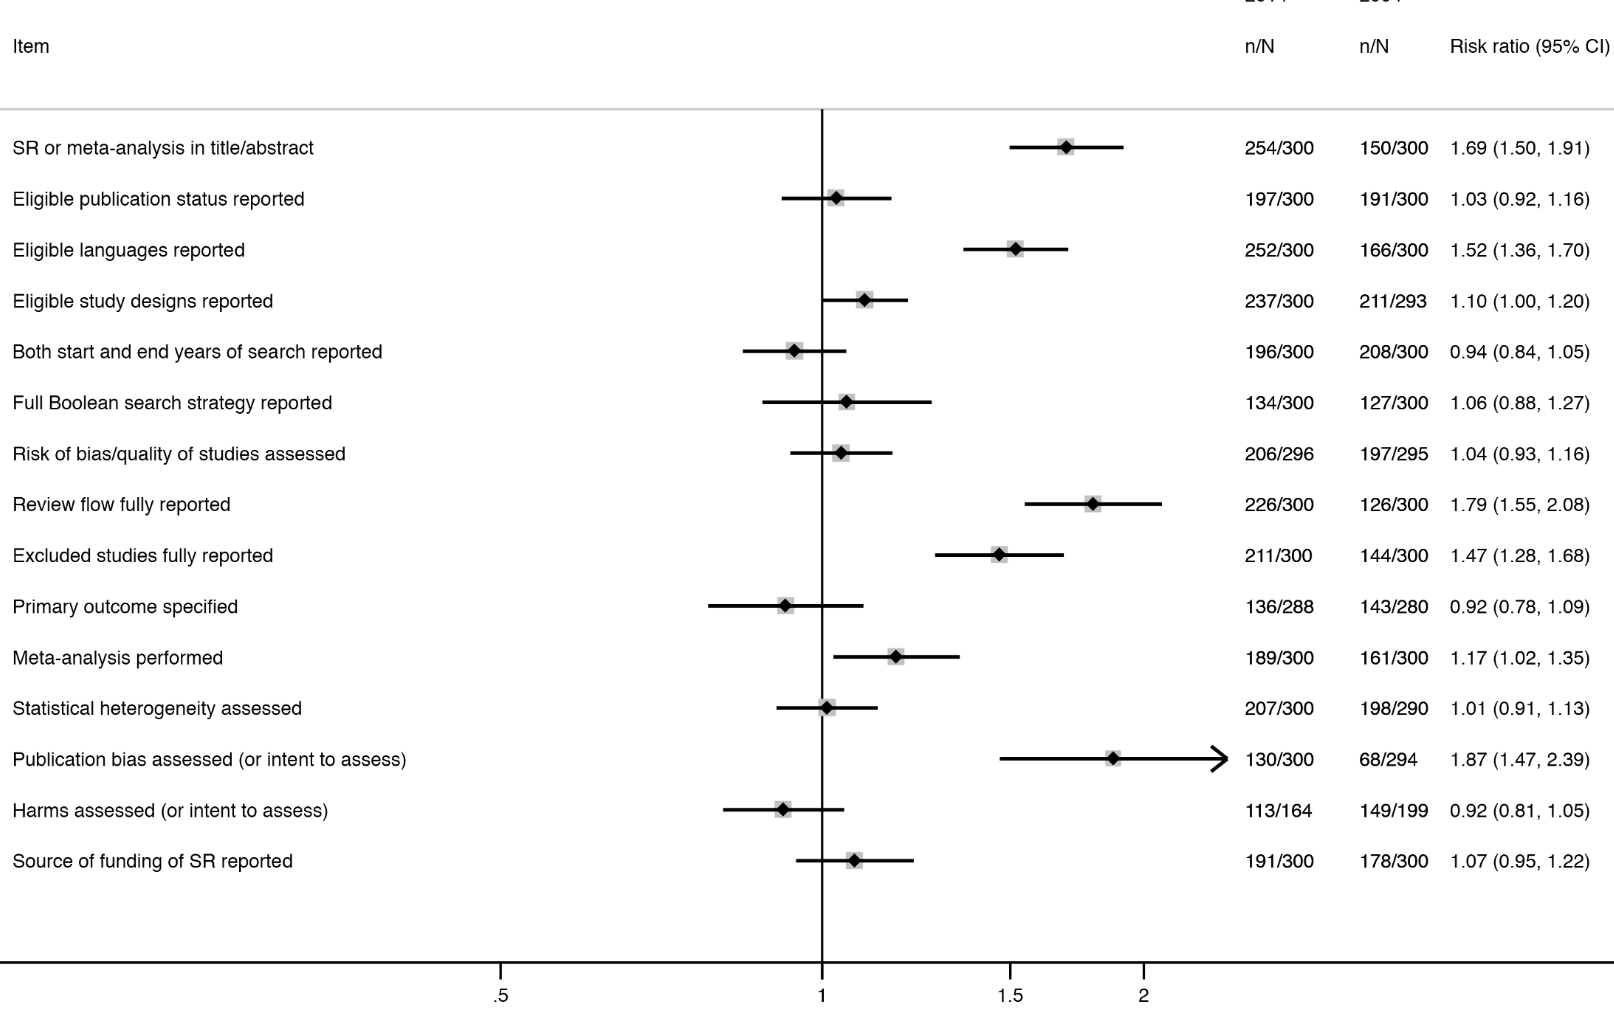 Item n/N n/N Risk ratio (95% CI)
SR or meta-analysis in title/abstract 254/300 150/300 1.69 (1.50, 1.91)
Eligible publication status reported 197/300 191/300 1.03 (0.92, 1.16)
Eligible languages reported 252/300 166/300 1.52 (1.36, 1.70)
Eligible study designs reported 237/300 211/293 1.10 (1.00, 1.20)
Both start and end years of search reported 196/300 208/300 0.94 (0.84, 1.05)
Full Boolean search strategy reported 134/300 127/300 1.06 (0.88, 1.27)
Risk of bias/quality of studies assessed 206/296 197/295 1.04 (0.93, 1.16)
Review flow fully reported 226/300 126/300 1.79 (1.55, 2.08)
Excluded studies fully reported 211/300 144/300 1.47 (1.28, 1.68)
Primary outcome specified 136/288 143/280 0.92 (0.78, 1.09)
Meta-analysis performed 189/300 161/300 1.17 (1.02, 1.35)
Statistical heterogeneity assessed 207/300 198/290 1.01 (0.91, 1.13)
Publication bias assessed (or intent to assess) 130/300 68/294 1.87 (1.47, 2.39)
Harms assessed (or intent to assess) 113/164 149/199 0.92 (0.81, 1.05)
Source of funding of SR reported 191/300 178/300 1.07 (0.95, 1.22)
.5 1 1.5 2